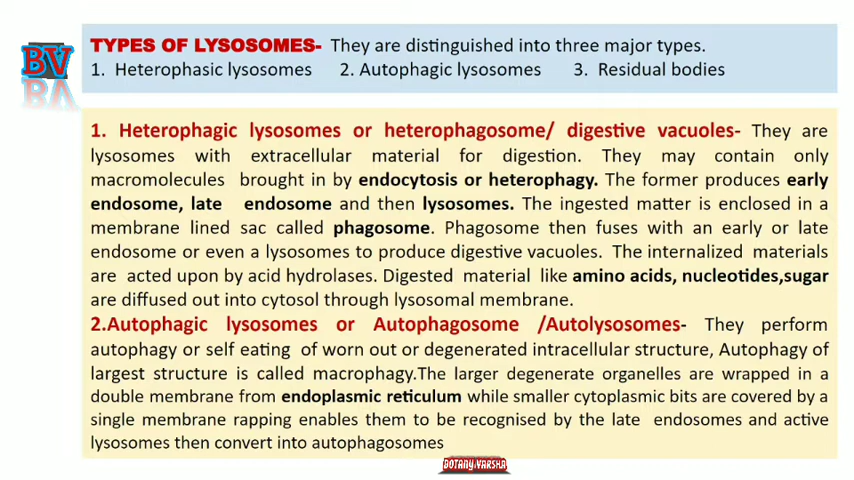 BV
TYPES OF LYSOSOMES- They are distinguished into three major types.
1. Heterophasic lysosomes 2. Autophagic lysosomes 3. Residual bodies
1. Heterophagic lysosomes or heterophagosome/ digestive vacuoles- They are
lysosomes with extracellular material for digestion. They may contain only
macromolecules brought in by endocytosis or heterophagy. The former produces early
endosome, late endosome and then lysosomes. The ingested matter is enclosed in a
membrane lined sac called phagosome. Phagosome then fuses with an early or late
endosome or even a lysosomes to produce digestive vacuoles. The internalized materials
are acted upon by acid hydrolases. Digested material like amino acids, nucleotides,sugar
are diffused out into cytosol through lysosomal membrane.
2.Autophagic lysosomes or Autophagosome /Autolysosomes- They perform
autophagy or self eating of worn out or degenerated intracellular structure, Autophagy of
largest structure is called macrophagy.The larger degenerate organelles are wrapped in a
double membrane from endoplasmic reticulum while smaller cytoplasmic bits are covered by a
single membrane rapping enables them to be recognised by the late endosomes and active
lysosomes then convert into autophagosomes
BOTANY VARSHA